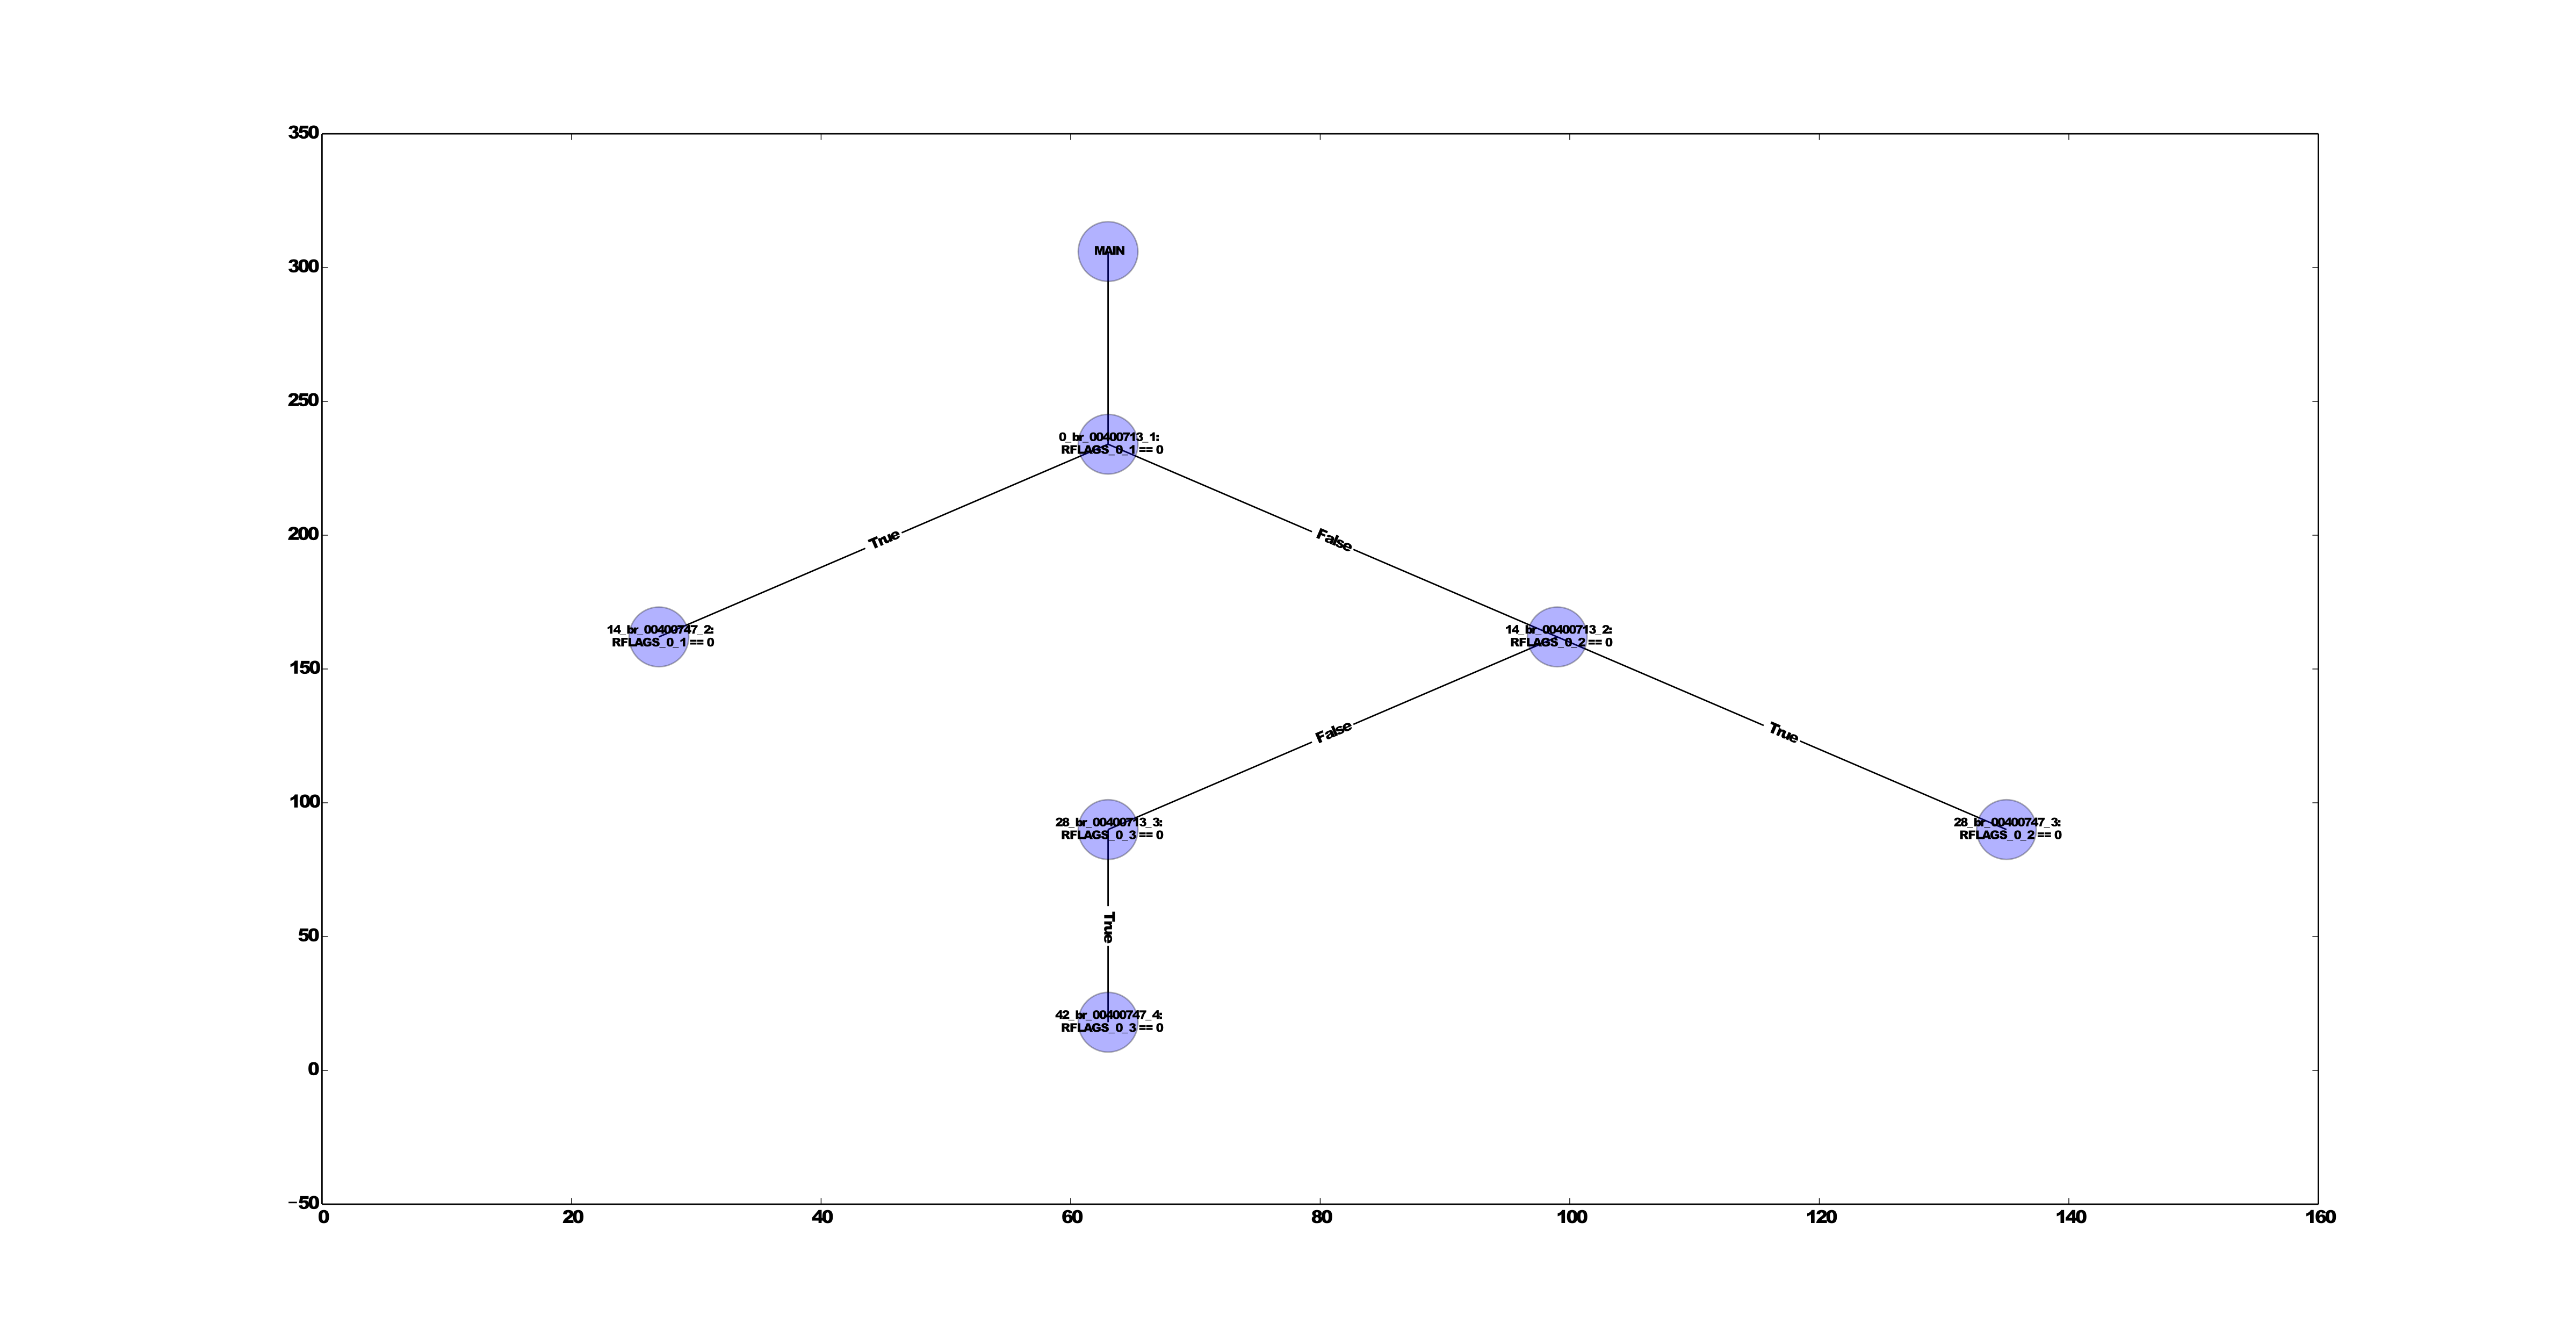 350
300
250
200
150
100
50
0
−50
MAIN
0_br_00400713_1:
RFLAGS_0_1 == 0
True
False
14_br_00400747_2:
RFLAGS_0_1 == 0
14_br_00400713_2:
RFLAGS_0_2 == 0
False
True
28_br_00400713_3:
RFLAGS_0_3 == 0
28_br_00400747_3:
RFLAGS_0_2 == 0
True
42_br_00400747_4:
RFLAGS_0_3 == 0
0
20
40
60
80
100
120
140
160